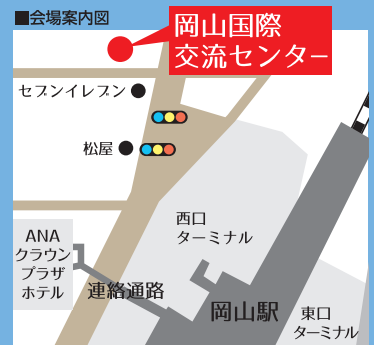 ■会場案内図
岡山国際
交流センター
セブンイレブン
松屋
西口
ターミナル
ANA
クラウン
プラザ
ホテル
連絡通路
岡山駅
東口
ターミナル